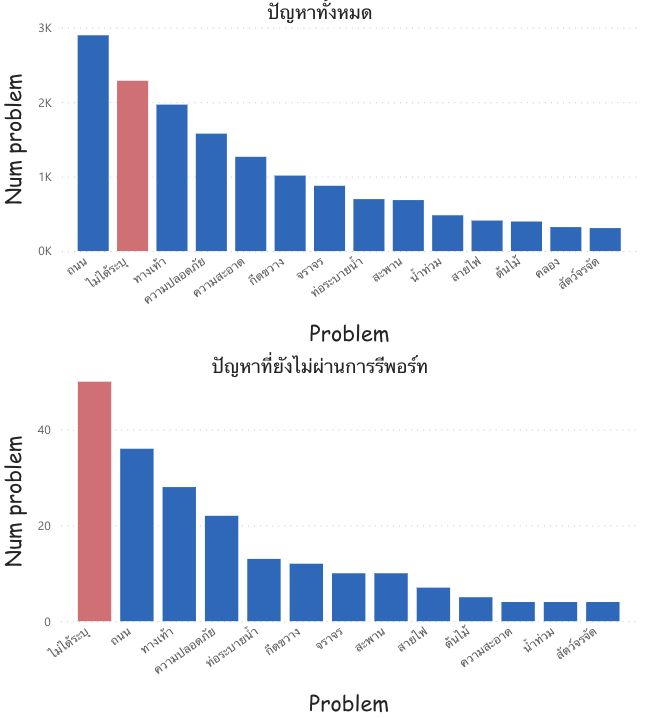 ปัญหาทั้งหมด
3K
2K
1K
0K
Num problem
ถนน
ไม่ได้ระบุ
ทางเท้า
ความปลอดภัย
ความสะอาด
กีดขวาง
จราจร
ท่อระบายน้ำ
สะพาน
น้ำท่วม
สายไฟ
ต้นไม้
คลอง
สัตว์จรจัด
Problem
ปัญหาที่ยังไม่ผ่านการรีพอร์ท
40
20
0
Num problem
ไม่ได้ระบุ
ถนน
ทางเท้า
ความปลอดภัย
ท่อระบายน้ำ
กีดขวาง
จราจร
สะพาน
สายไฟ
ต้นไม้
ความสะอาด
น้ำท่วม
สัตว์จรจัด
Problem